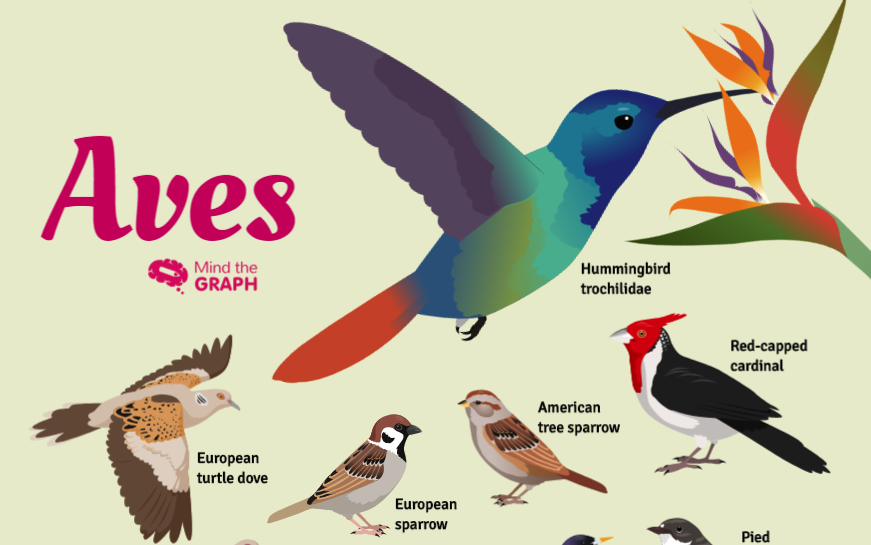 Aves
Mind the
GRAPH
Hummingbird
trochilidae
Red-capped
cardinal
American
tree sparrow
European
turtle dove
European
sparrow
Pied